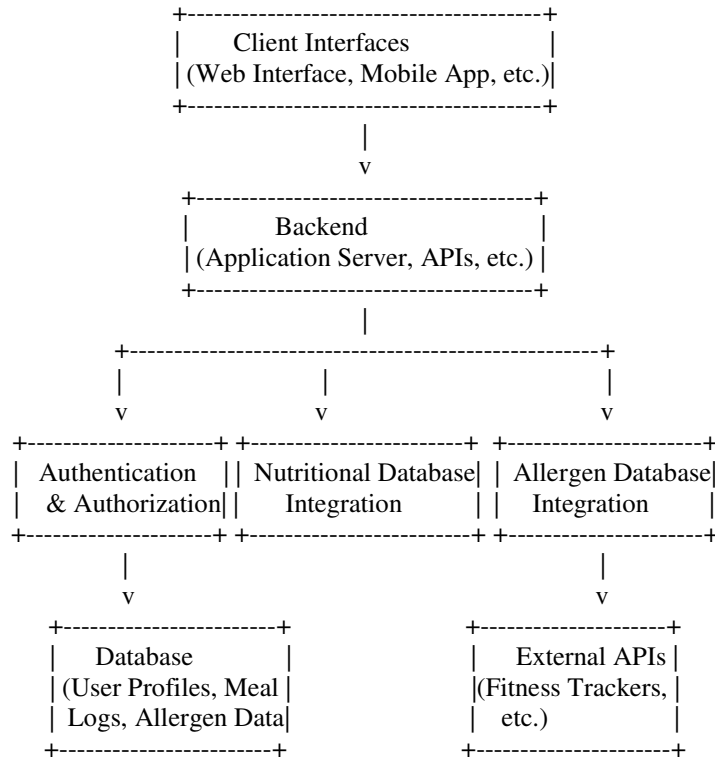 +---------------------------------------+
| Client Interfaces |
| (Web Interface, Mobile App, etc.)|
+---------------------------------------+
|
v
+-------------------------------------+
| Backend |
| (Application Server, APIs, etc.) |
+-------------------------------------+
|
+--------------------------------------------------+
| | |
v v v
+--------------------+ +------------------------+ +----------------------+
| Authentication || Nutritional Database| | Allergen Database|
| & Authorization| | Integration | | Integration |
+--------------------+ +------------------------+ +----------------------+
| |
v v
+-----------------------+ +--------------------+
| Database | | External APIs |
| (User Profiles, Meal | |(Fitness Trackers, |
| Logs, Allergen Data| | etc.) |
+-----------------------+ +--------------------+